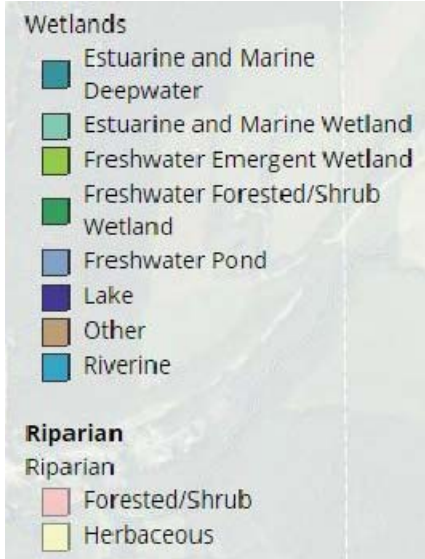 Wetlands
Estuarine and Marine
Deepwater
Estuarine and Marine Wetland
Freshwater Emergent Wetland
Freshwater Forested/Shrub
Wetland
Freshwater Pond
Lake
Other
Riverine
Riparian
Riparian
Forested/Shrub
Herbaceous